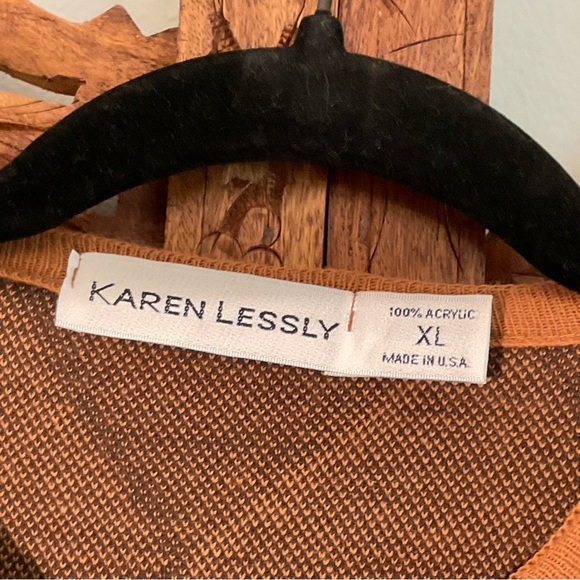 KAREN LESSLY
100% ACRYLIC
XL
MADE IN U.S.A.